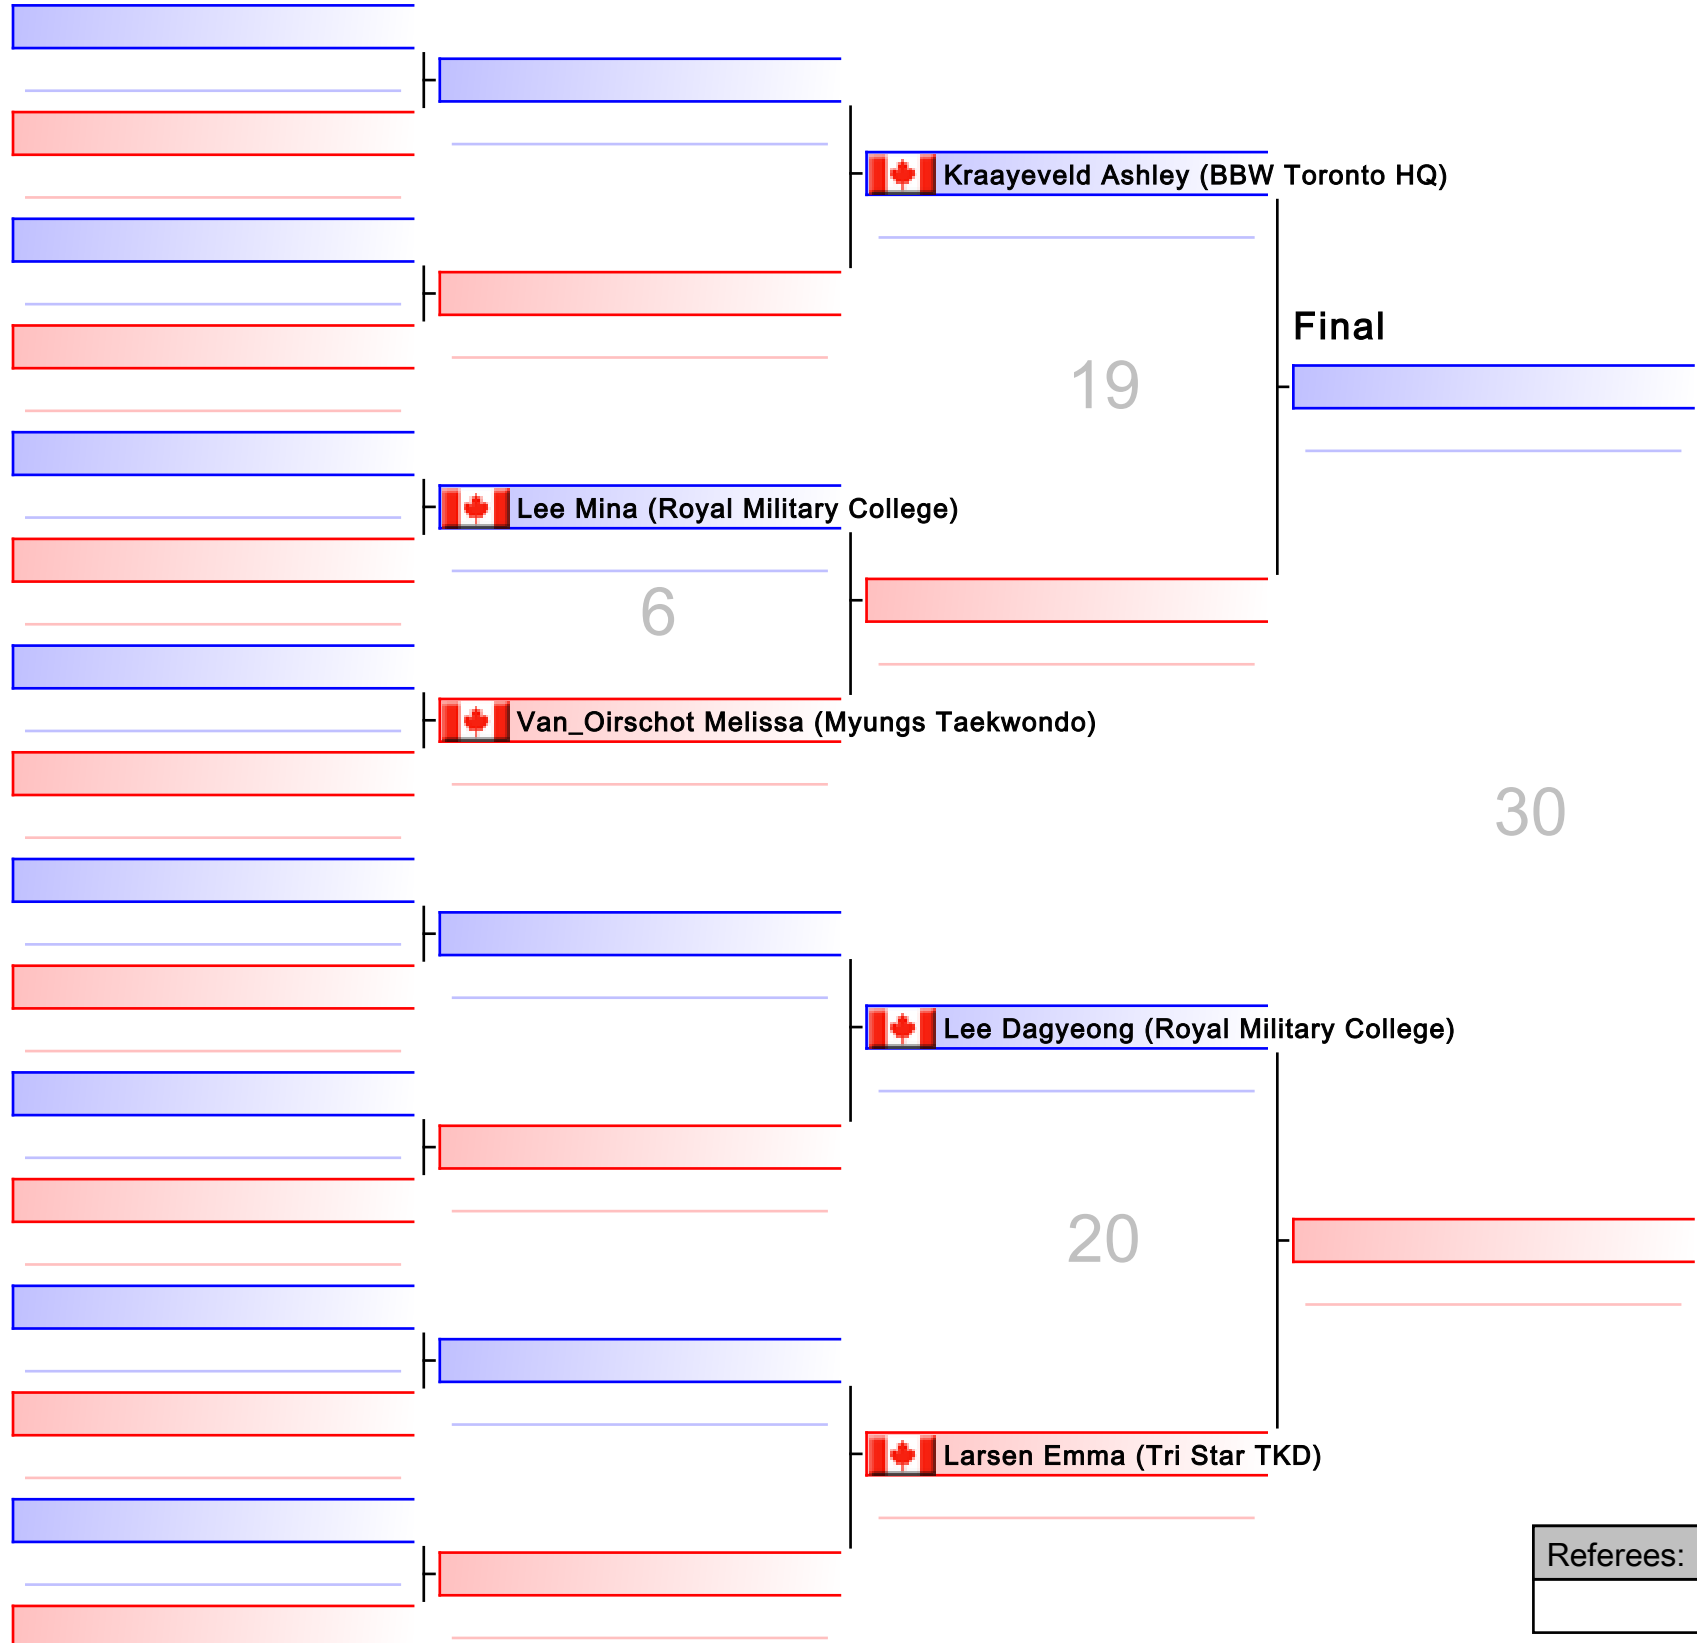 Kraayeveld Ashley (BBW Toronto HQ)
Final
19
Lee Mina (Royal Military College)
6
Van_Oirschot Melissa (Myungs Taekwondo)
30
Lee Dagyeong (Royal Military College)
20
Larsen Emma (Tri Star TKD)
Referees: